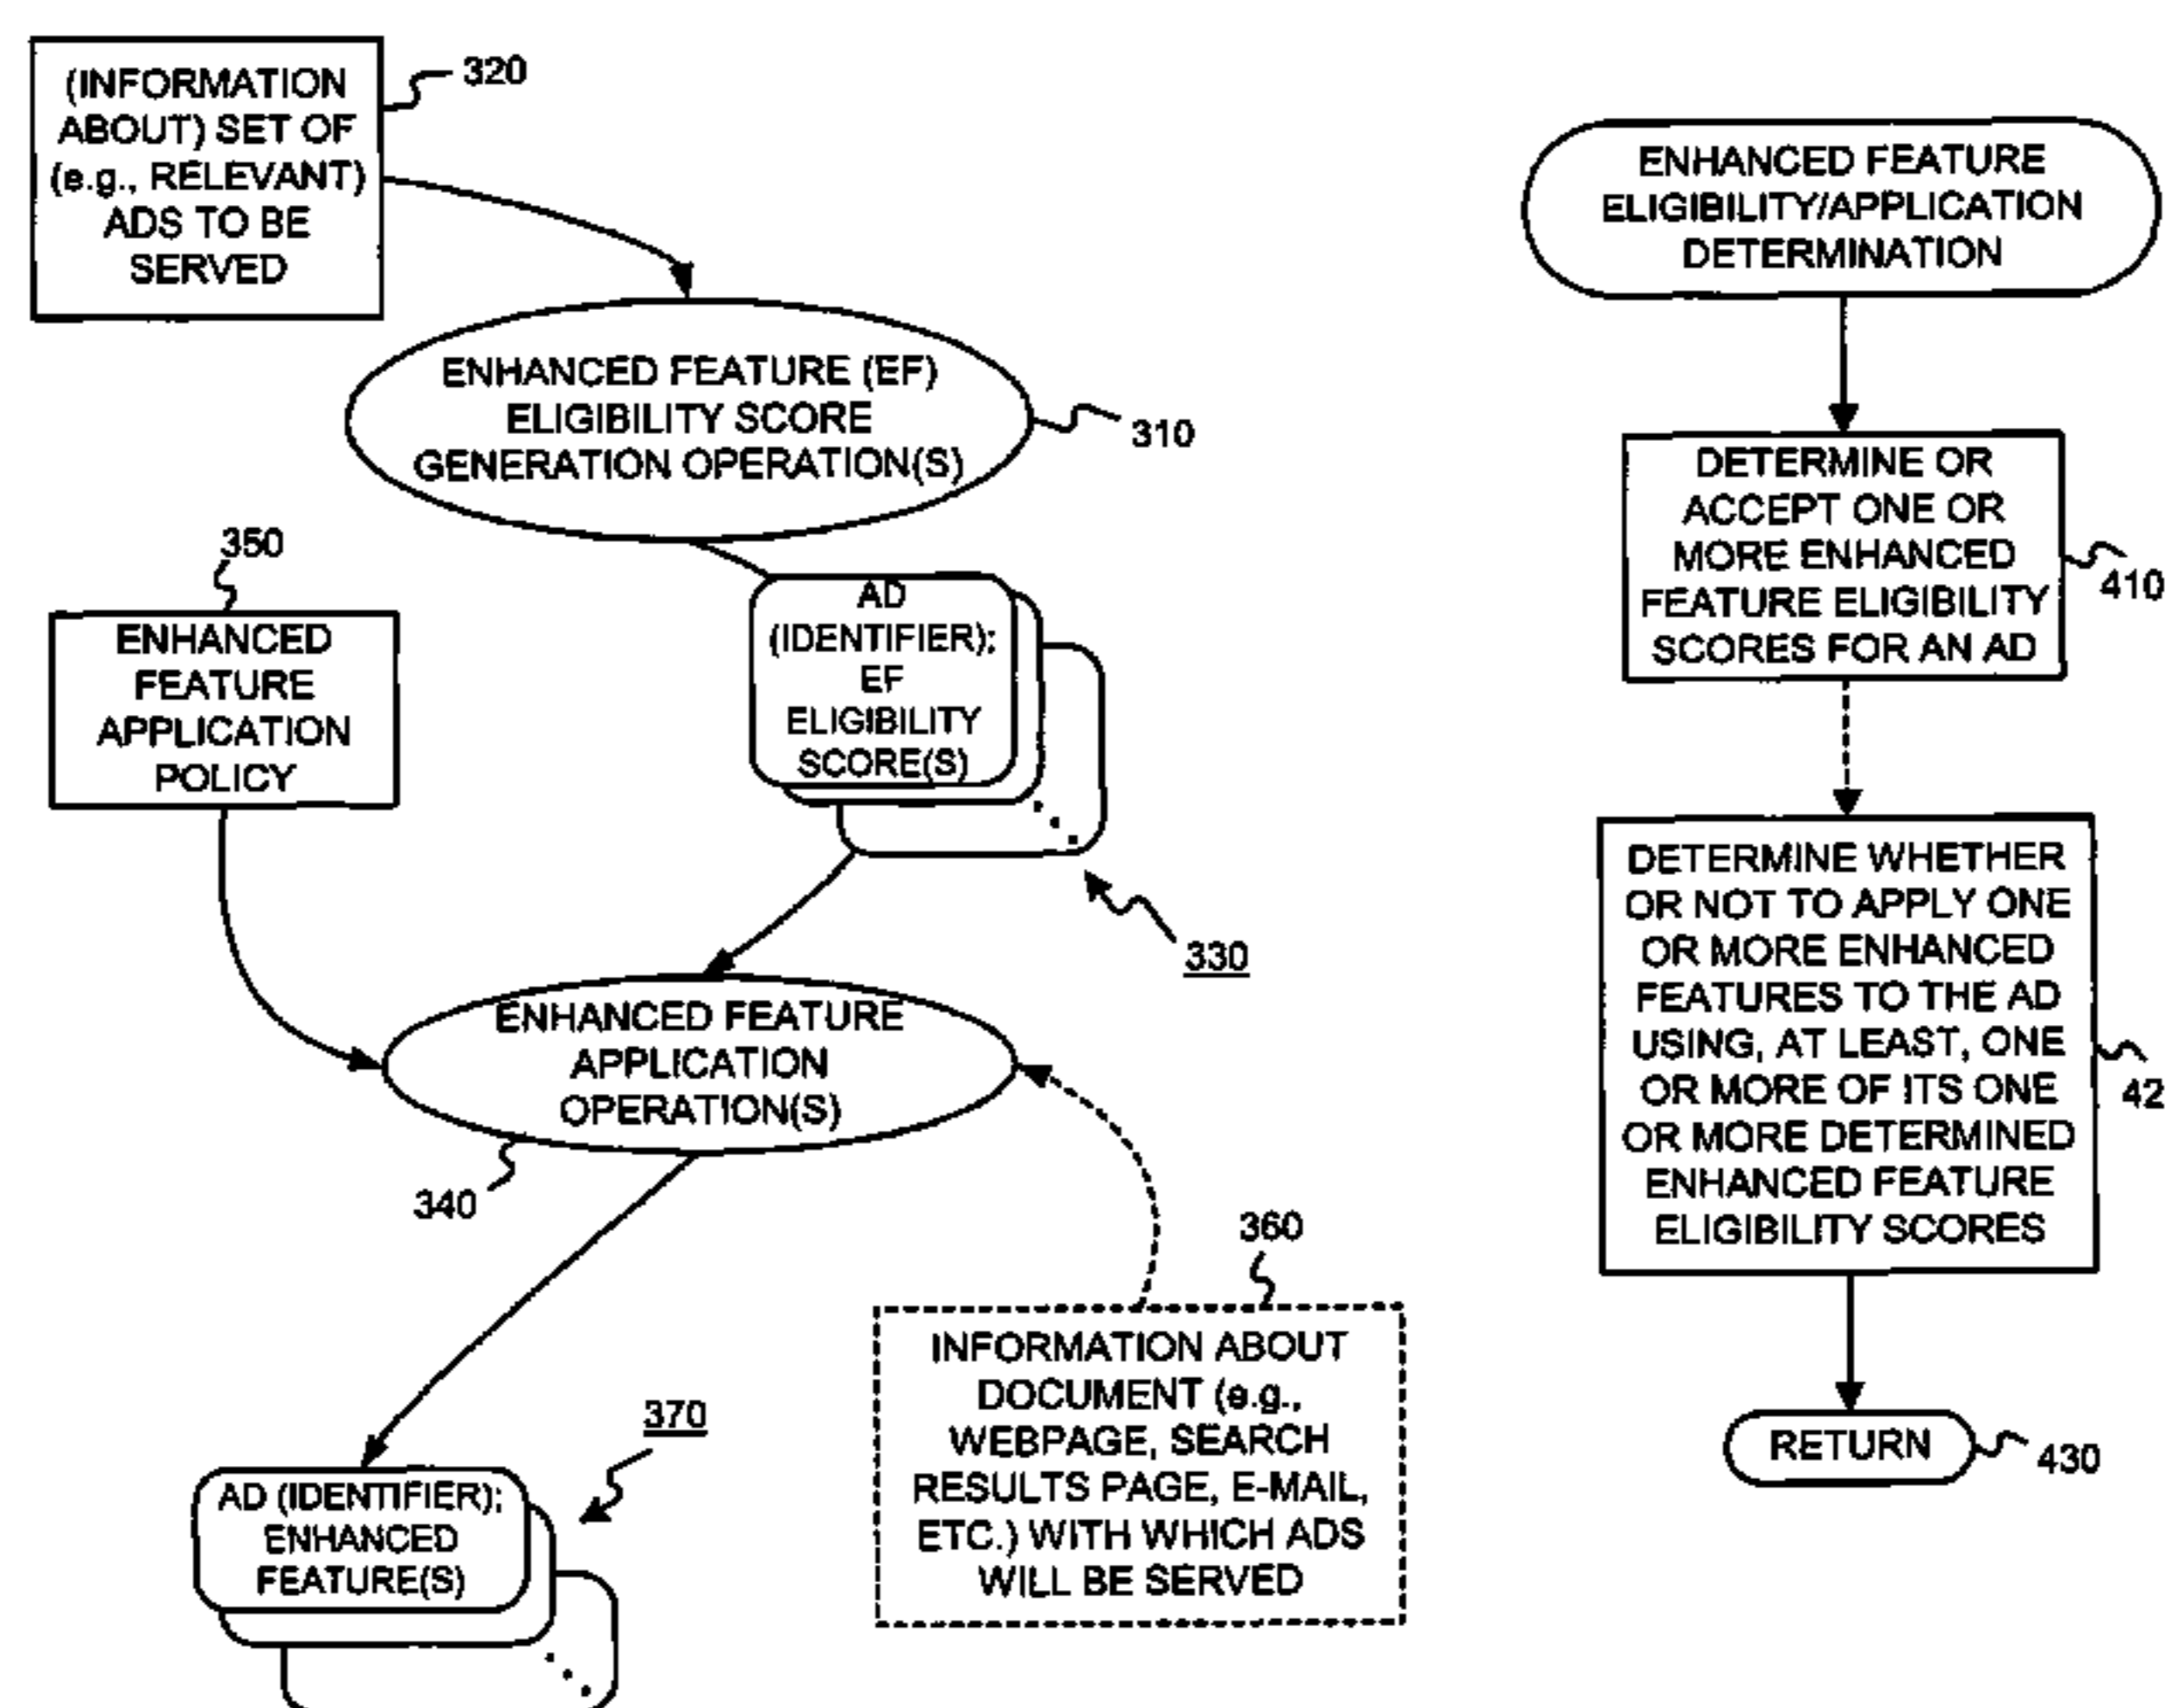 (INFORMATION
ABOUT) SET OF
(e.g., RELEVANT)
ADS TO BE
SERVED
320
ENHANCED FEATURE (EF)
ELIGIBILITY SCORE
GENERATION OPERATION(S)
310
350
ENHANCED
FEATURE
APPLICATION
POLICY
AD
(IDENTIFIER);
EF
ELIGIBILITY
SCORE(S)
330
ENHANCED FEATURE
APPLICATION
OPERATION(S)
340
360
INFORMATION ABOUT
DOCUMENT (e.g.,
WEBPAGE, SEARCH
RESULTS PAGE, E-MAIL,
ETC.) WITH WHICH ADS
WILL BE SERVED
370
AD (IDENTIFIER);
ENHANCED
FEATURE(S)
ENHANCED FEATURE
ELIGIBILITY/APPLICATION
DETERMINATION
DETERMINE OR
ACCEPT ONE OR
MORE ENHANCED
FEATURE ELIGIBILITY
SCORES FOR AN AD
410
DETERMINE WHETHER
OR NOT TO APPLY ONE
OR MORE ENHANCED
FEATURES TO THE AD
USING, AT LEAST, ONE
OR MORE OF ITS ONE
OR MORE DETERMINED
ENHANCED FEATURE
ELIGIBILITY SCORES
42
RETURN
430